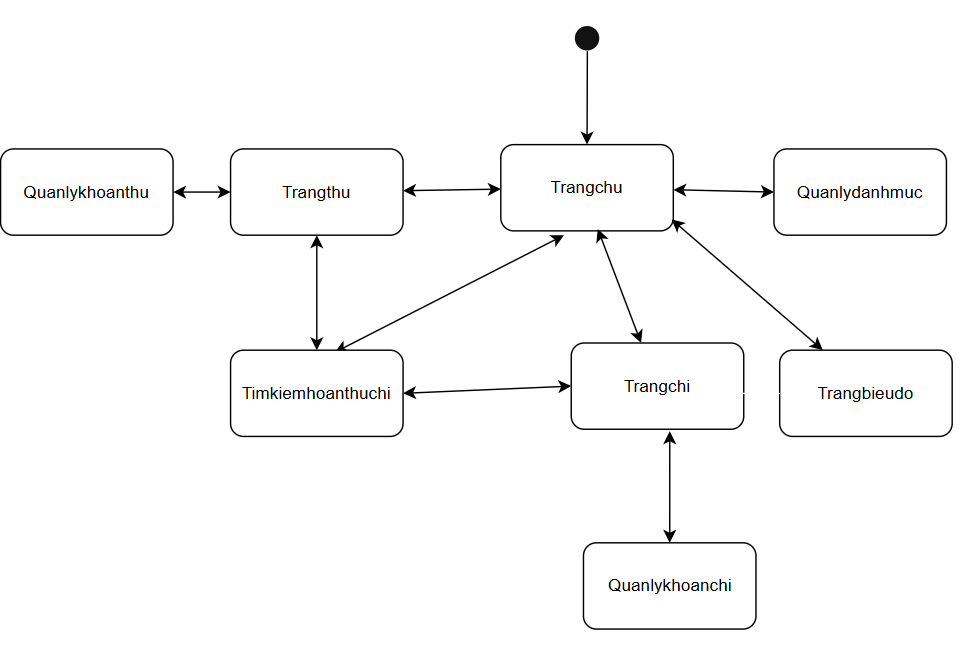 Quanlykhoanthu
Trangthu
Trangchu
Quanlydanhmuc
Timkiemhoanthuchi
Trangchi
Trangbieudo
Quanlykhoanchi